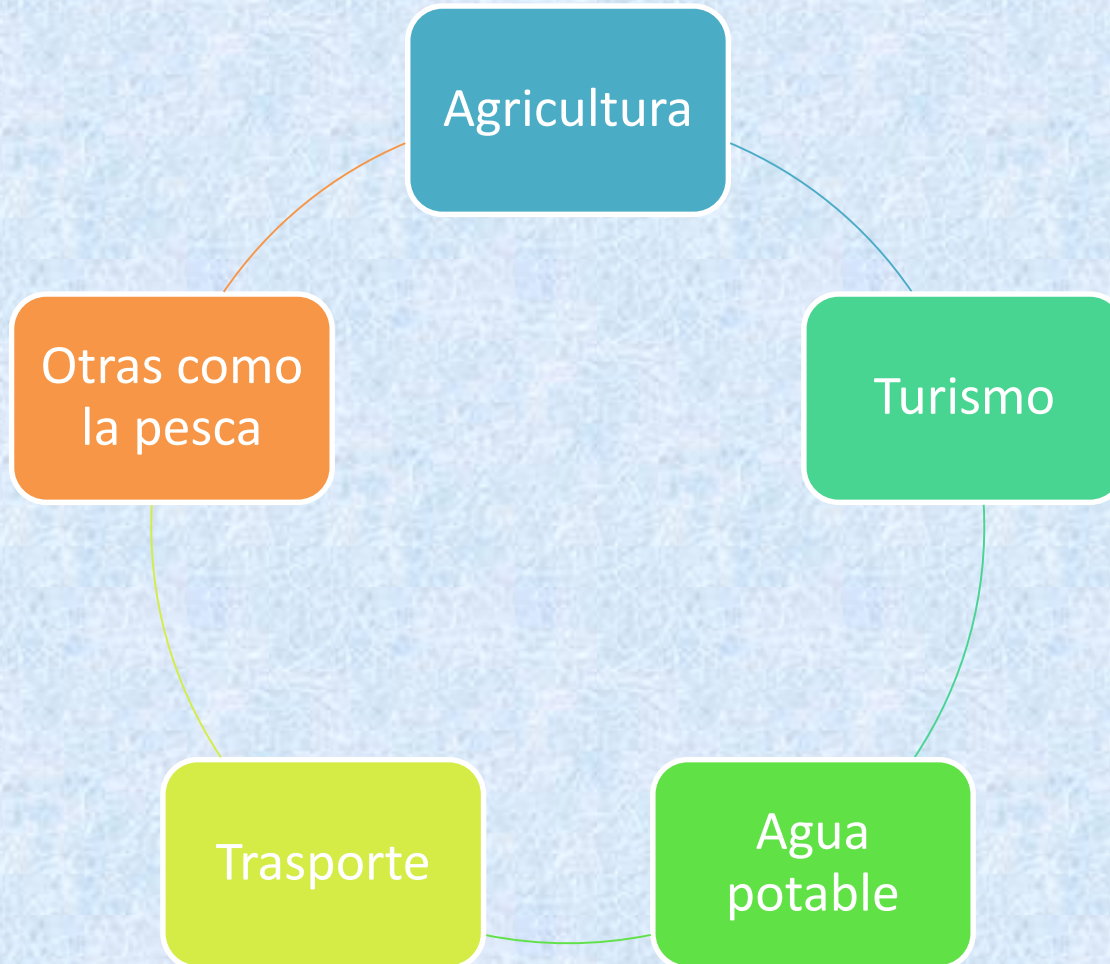 Agricultura
Turismo
Agua
potable
Trasporte
Otras como
la pesca